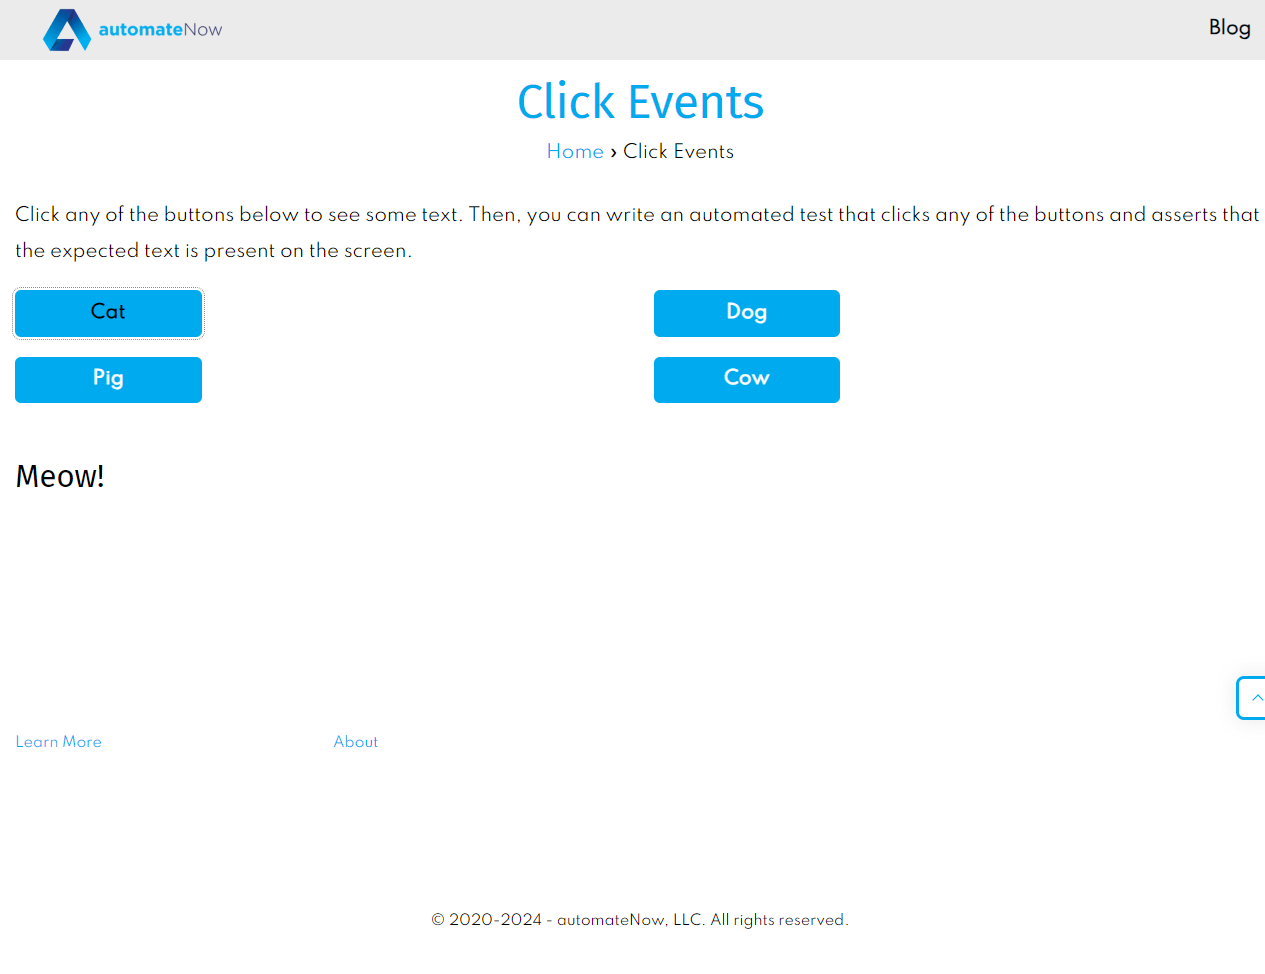 automateNow
Blog
Click Events
Home › Click Events
Click any of the buttons below to see some text. Then, you can write an automated test that clicks any of the buttons and asserts that
the expected text is present on the screen.
Cat
Dog
Pig
Cow
Meow!
Learn More
About
© 2020-2024 - automateNow, LLC. All rights reserved.